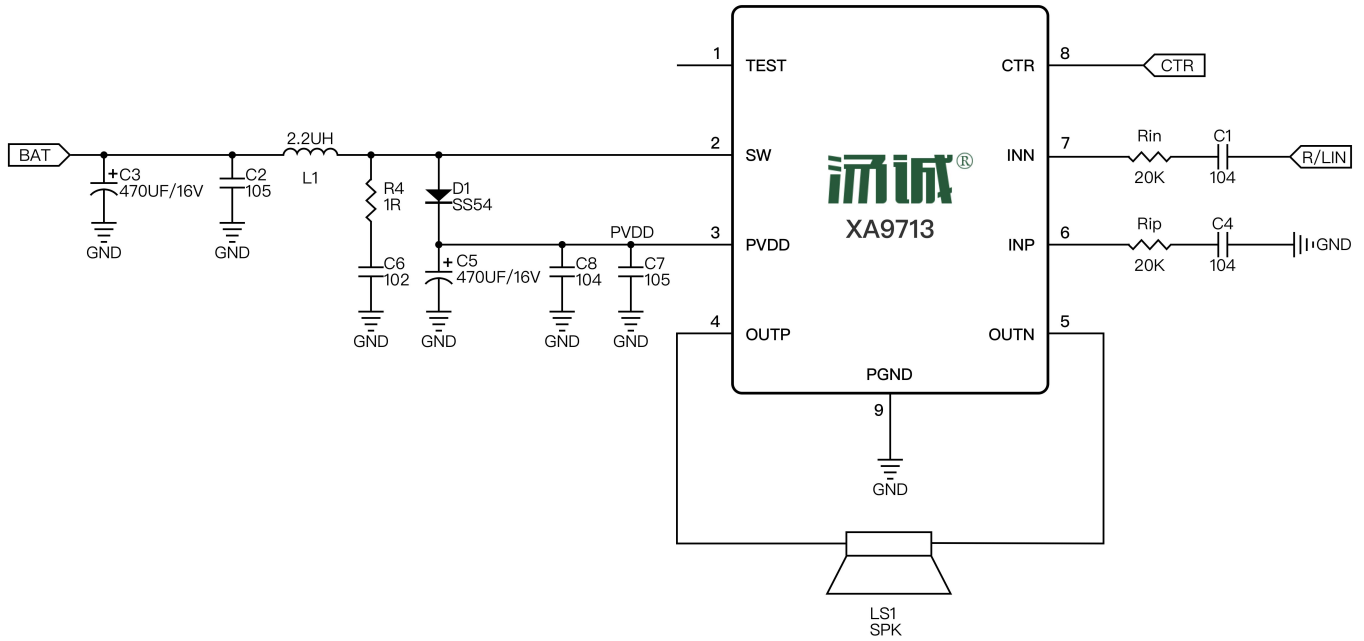 1
TEST
8
CTR
CTR
BAT
2.2UH
L1
2
SW
+C3
470UF/16V
GND
C2
105
GND
R4
1R
D1
SS54
汤诚®
XA9713
7
INN
Rin
20K
C1
104
R/LIN
PVDD
3
PVDD
6
INP
Rip
20K
C4
104
GND
C6
102
GND
+C5
470UF/16V
GND
C8
104
GND
C7
105
GND
4
OUTP
5
OUTN
PGND
9
GND
LS1
SPK